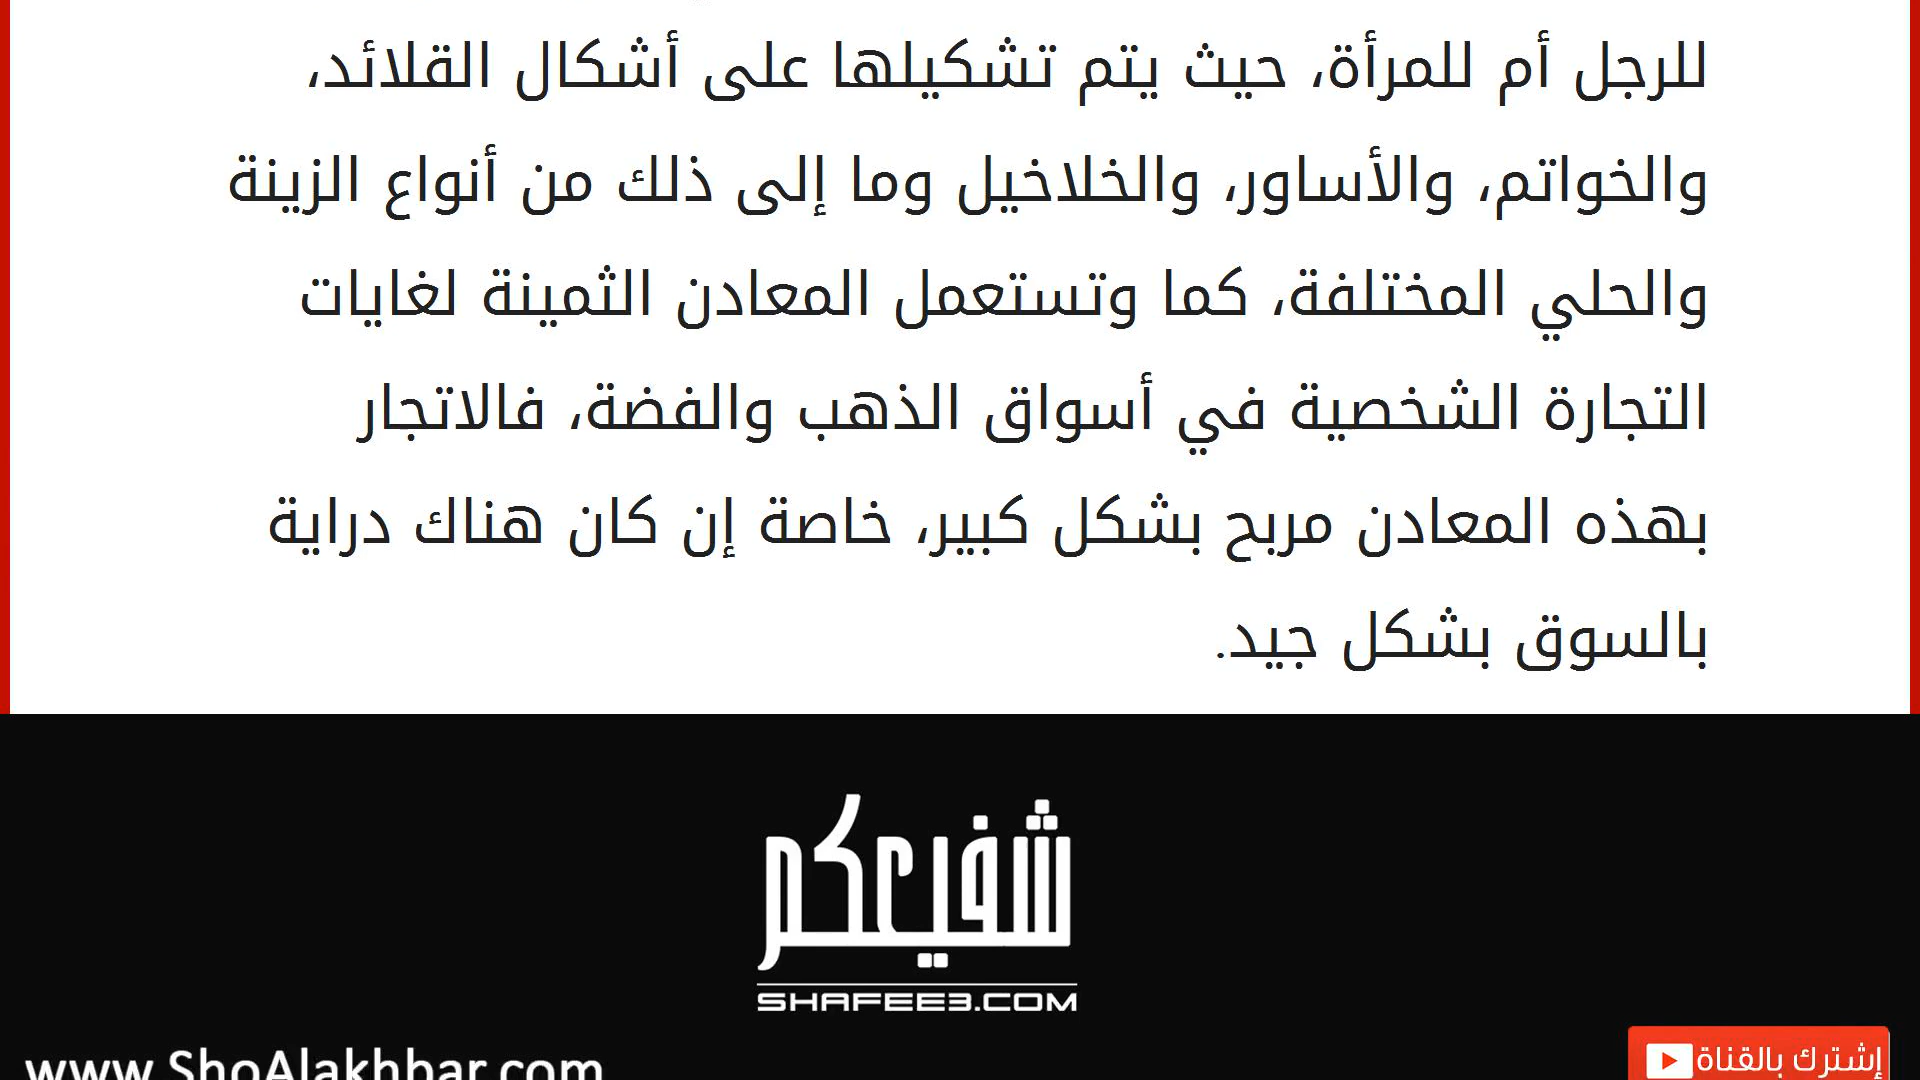 للرجل أم للمرأة، حيث يتم تشكيلها على أشكال القلائد،
والخواتم، والأساور، والخلاخيل وما إلى ذلك من أنواع الزينة
والحلي المختلفة، كما وتستعمل المعادن الثمينة لغايات
التجارة الشخصية في أسواق الذهب والفضة، فالاتجار
بهذه المعادن مربح بشكل كبير، خاصة إن كان هناك دراية
بالسوق بشكل جيد.
شفيعكم
SHAFEE3.COM
www.ShoAlakhbar.com
إشترك بالقناة